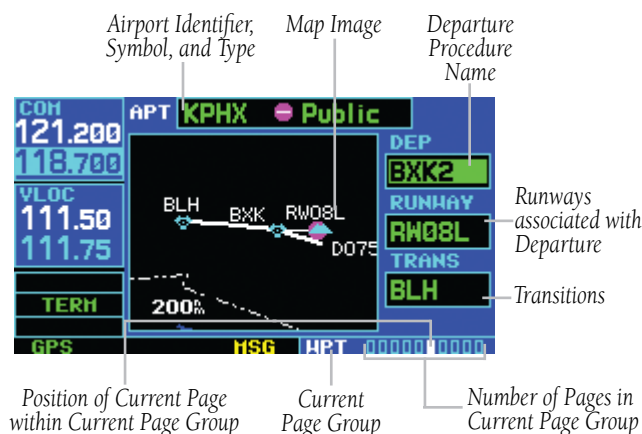 Airport Identifier,
Symbol, and Type
Map Image
Departure
Procedure
Name
COM
121.200
118.700
APT KPHX Public
DEP
BXK2
VLOC
111.50
111.75
BLH
BXK
RW08L
D075
RUNWAY
RW08L
Runways
associated with
Departure
TRANS
BLH
Transitions
TERM
200nm
GPS
MSG
WPT
Position of Current Page
within Current Page Group
Current
Page Group
Number of Pages in
Current Page Group